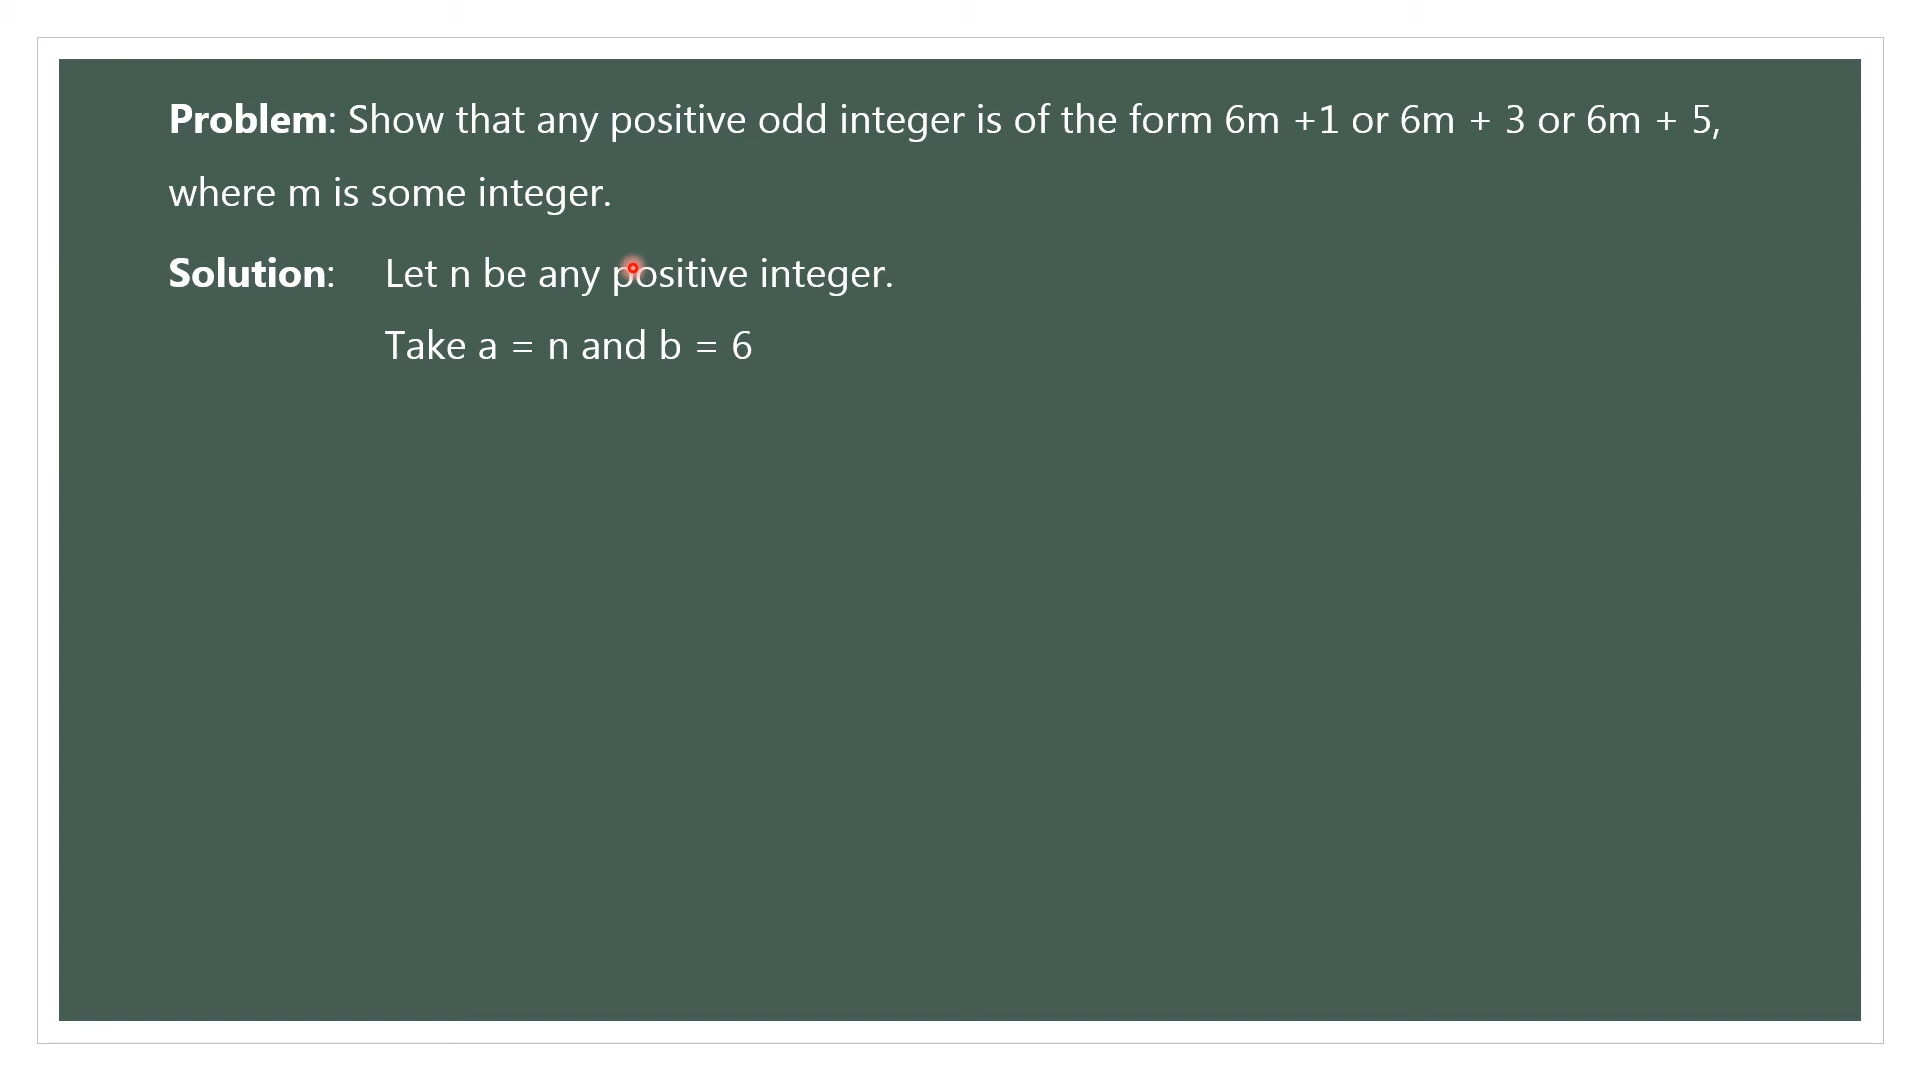 Problem: Show that any positive odd integer is of the form 6m +1 or 6m + 3 or 6m + 5,
where m is some integer.
Solution: Let n be any positive integer.
Take a = n and b = 6